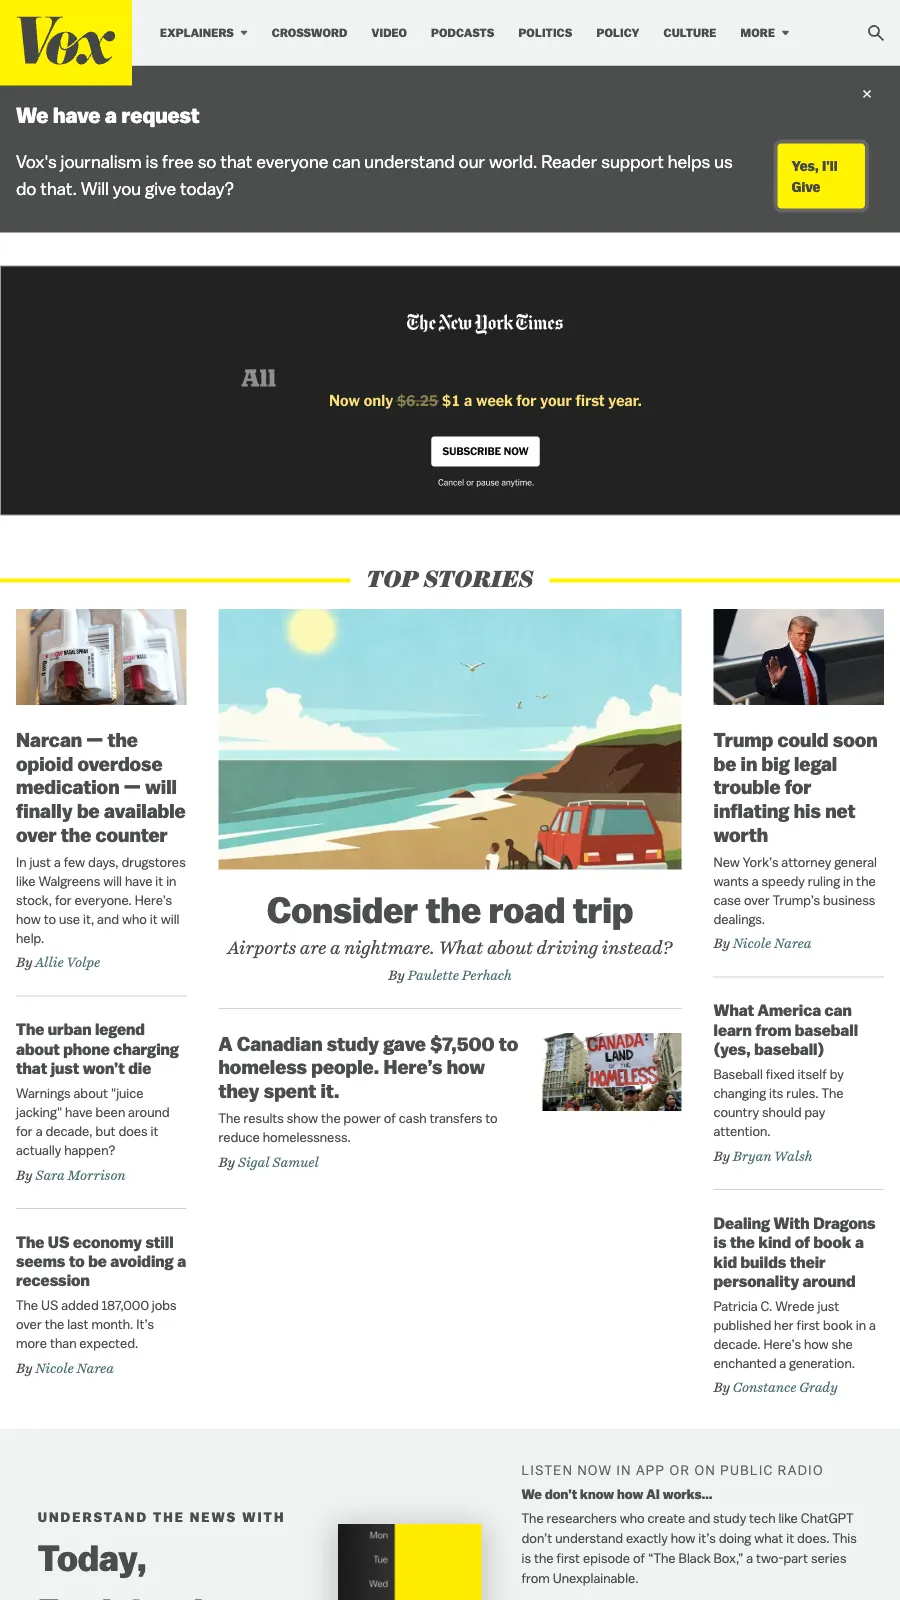 Vox
EXPLAINERS
CROSSWORD
VIDEO
PODCASTS
POLITICS
POLICY
CULTURE
MORE
We have a request
Vox's journalism is free so that everyone can understand our world. Reader support helps us
do that. Will you give today?
Yes, I'll
Give
The New York Times
All
Now only $6.25 $1 a week for your first year.
SUBSCRIBE NOW
Cancel or pause anytime.
TOP STORIES
Narcan — the
opioid overdose
medication — will
finally be available
over the counter
In just a few days, drugstores
like Walgreens will have it in
stock, for everyone. Here's
how to use it, and who it will
help.
By Allie Volpe
The urban legend
about phone charging
that just won't die
Warnings about "juice
jacking" have been around
for a decade, but does it
actually happen?
By Sara Morrison
The US economy still
seems to be avoiding a
recession
The US added 187,000 jobs
over the last month. It's
more than expected.
By Nicole Narea
Consider the road trip
Airports are a nightmare. What about driving instead?
By Paulette Perhach
A Canadian study gave $7,500 to
homeless people. Here's how
they spent it.
The results show the power of cash transfers to
reduce homelessness.
By Sigal Samuel
CANADA:
LAND
OF THE
HOMELESS
Trump could soon
be in big legal
trouble for
inflating his net
worth
New York's attorney general
wants a speedy ruling in the
case over Trump's business
dealings.
By Nicole Narea
What America can
learn from baseball
(yes, baseball)
Baseball fixed itself by
changing its rules. The
country should pay
attention.
By Bryan Walsh
Dealing With Dragons
is the kind of book a
kid builds their
personality around
Patricia C. Wrede just
published her first book in a
decade. Here's how she
enchanted a generation.
By Constance Grady
UNDERSTAND THE NEWS WITH
Today,
Mon
Tue
Wed
LISTEN NOW IN APP OR ON PUBLIC RADIO
We don't know how AI works...
The researchers who create and study tech like ChatGPT
don't understand exactly how it's doing what it does. This
is the first episode of "The Black Box," a two-part series
from Unexplainable.